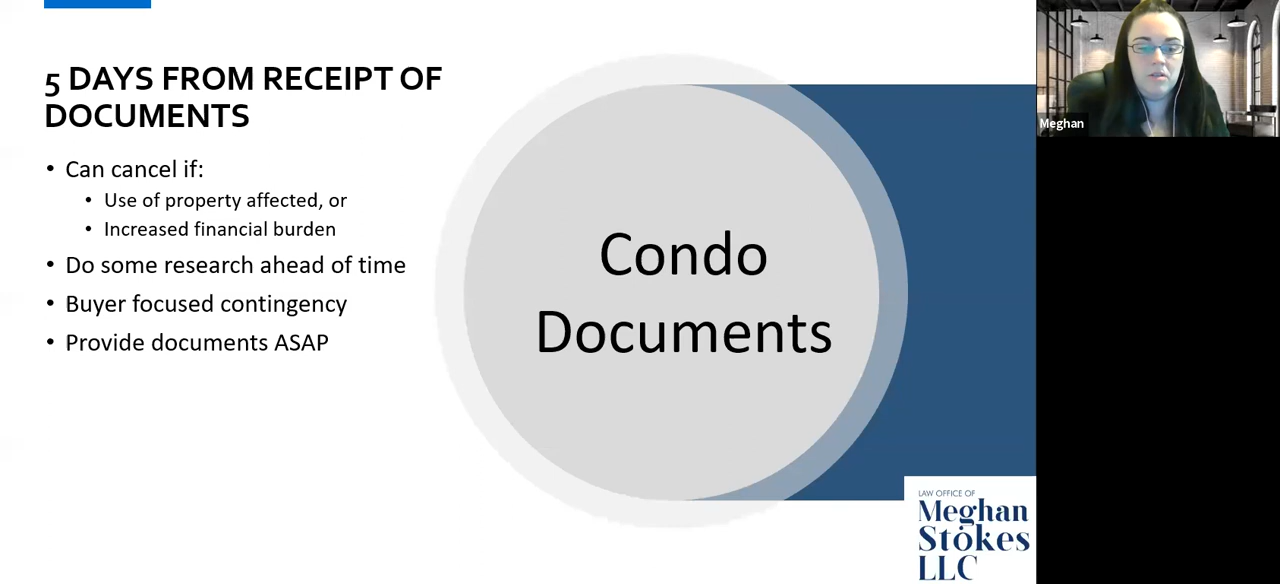 5 DAYS FROM RECEIPT OF
DOCUMENTS
• Can cancel if:
• Use of property affected, or
• Increased financial burden
• Do some research ahead of time
• Buyer focused contingency
• Provide documents ASAP
Condo
Documents
Meghan
LAW OFFICE OF
Meghan
Stokes
LLC